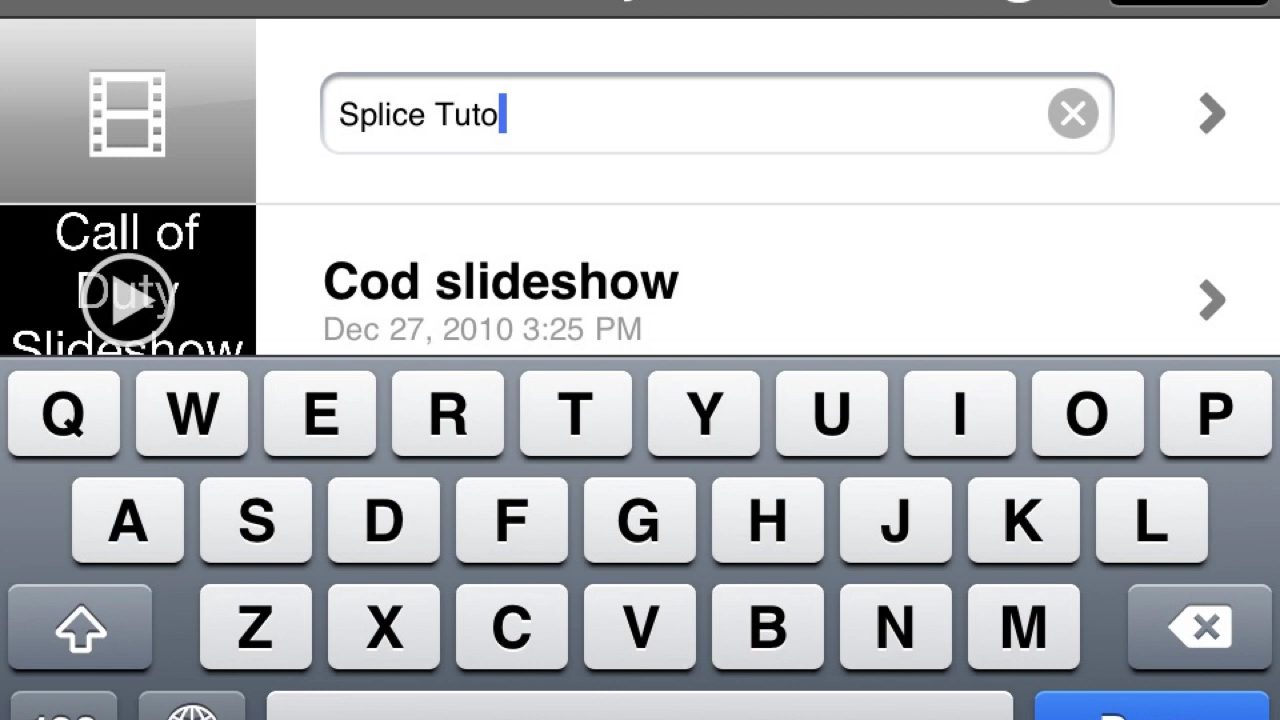 Splice Tuto
Call of
Duty
Slideshow
Cod slideshow
Dec 27, 2010 3:25 PM
Q W E R T Y U I O P
A S D F G H J K L
Z X C V B N M